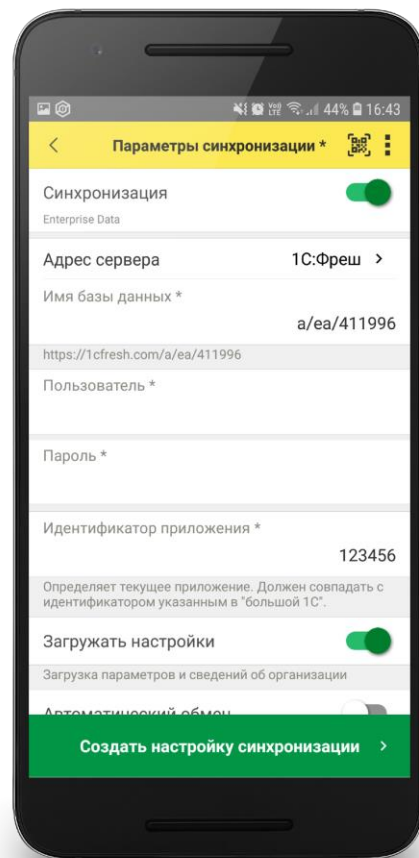 44% 16:43
Параметры синхронизации *
Синхронизация
Enterprise Data
Адрес сервера 1С:Фреш >
Имя базы данных *
a/ea/411996
https://1cfresh.com/a/ea/411996
Пользователь *
Пароль *
Идентификатор приложения *
123456
Определяет текущее приложение. Должен совпадать с
идентификатором указанным в "большой 1С".
Загружать настройки
Загрузка параметров и сведений об организации
Автоматический обмен
Создать настройку синхронизации >